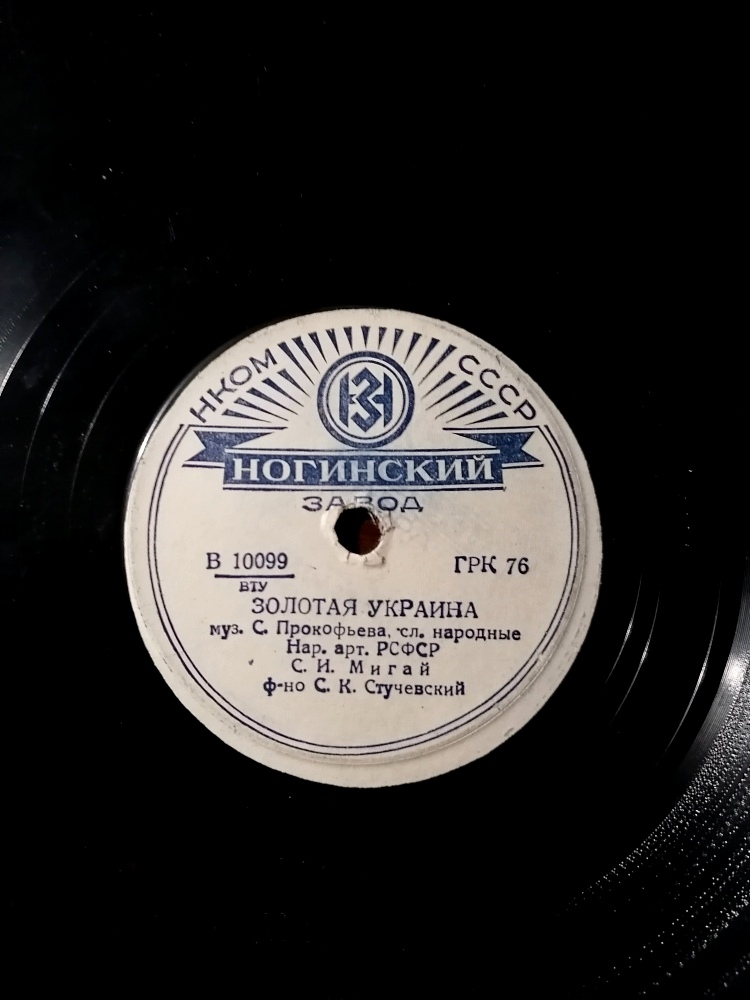 НКОМ СССР
НЗ
НОГИНСКИЙ
ЗАВОД
В 10099 ГРК 76
ВТУ
ЗОЛОТАЯ УКРАИНА
муз. С. Прокофьева, сл. народные
Нар. арт. РСФСР
С. И. Мигай
ф-но С. К. Стучевский